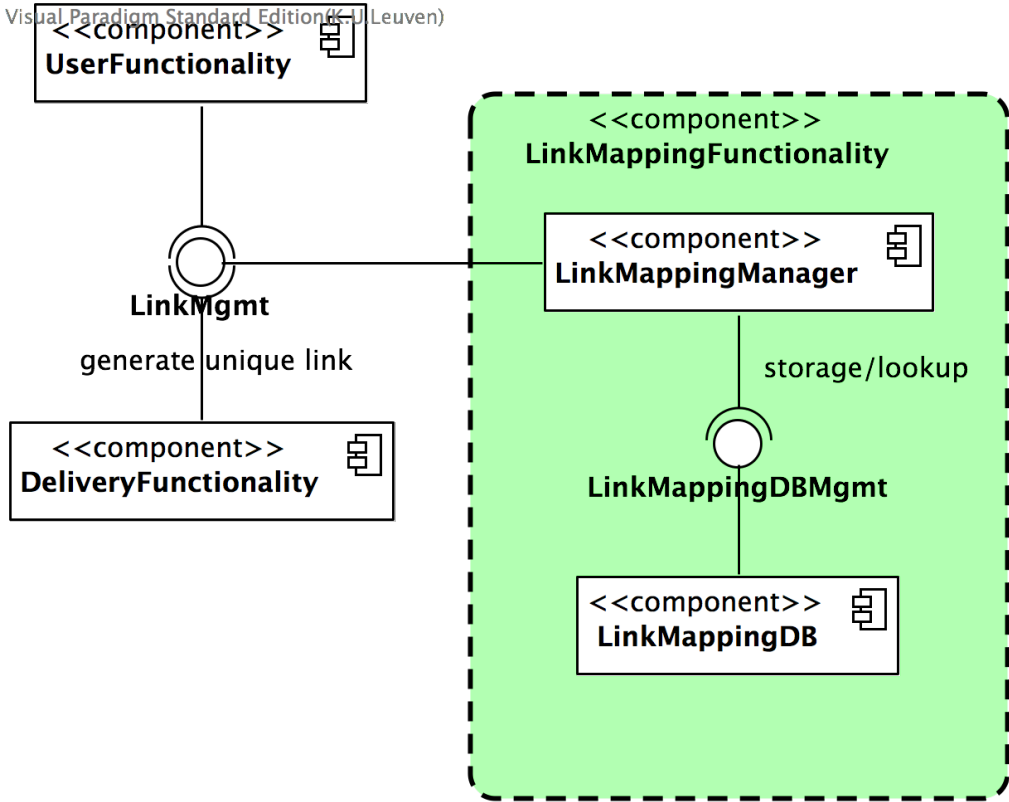 Visual Paradigm Standard Edition(K.U.Leuven)
<<component>>
UserFunctionality
<<component>>
LinkMappingFunctionality
<<component>>
LinkMappingManager
LinkMgmt
generate unique link
storage/lookup
<<component>>
DeliveryFunctionality
LinkMappingDBMgmt
<<component>>
LinkMappingDB